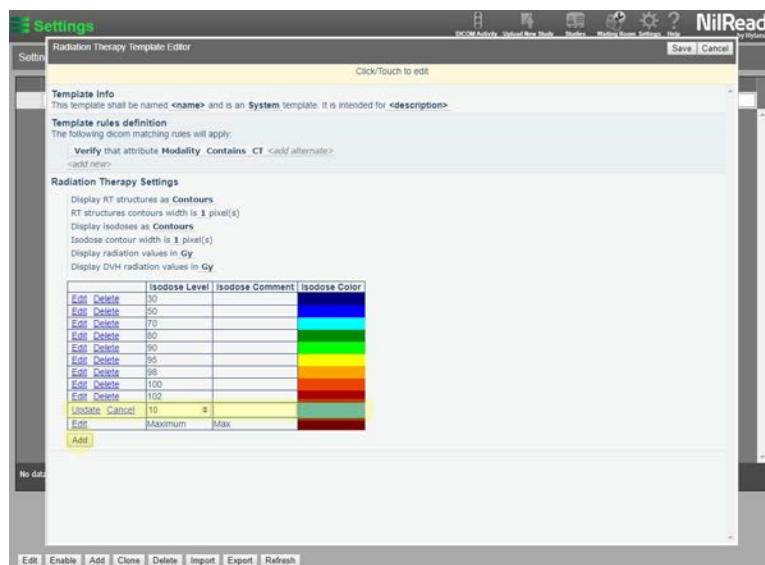 Settings
DICOM Activity Upload New Study Studies Waiting Room Settings Help
NilRead
by Hyland
Settin
Radiation Therapy Template Editor
Save Cancel
Click/Touch to edit
Template Info
This template shall be named <name> and is an System template. It is intended for <description>
Template rules definition
The following dicom matching rules will apply:
Verify that attribute Modality Contains CT <add alternate>
<add new>
Radiation Therapy Settings
Display RT structures as Contours
RT structures contours width is 1 pixel(s)
Display isodoses as Contours
Isodose contour width is 1 pixel(s)
Display radiation values in Gy
Display DVH radiation values in Gy
Isodose Level Isodose Comment Isodose Color
Edit Delete 30
Edit Delete 50
Edit Delete 70
Edit Delete 80
Edit Delete 90
Edit Delete 95
Edit Delete 98
Edit Delete 100
Edit Delete 102
Update Cancel 10
Edit Maximum Max
Add
No data
Edit Enable Add Clone Delete Import Export Refresh